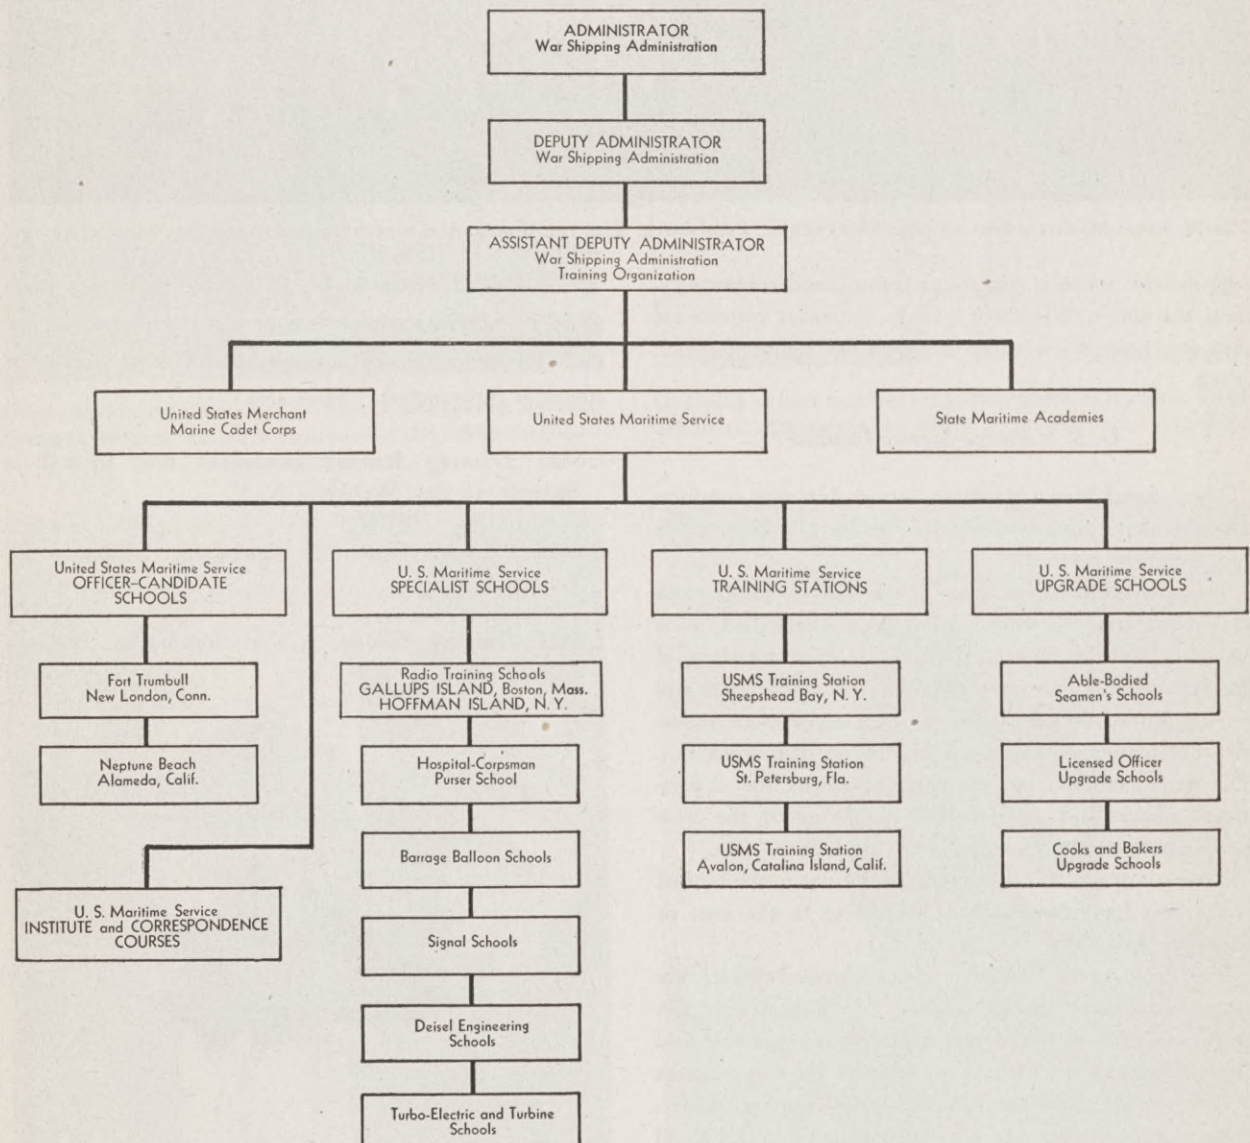 ADMINISTRATOR
War Shipping Administration
DEPUTY ADMINISTRATOR
War Shipping Administration
ASSISTANT DEPUTY ADMINISTRATOR
War Shipping Administration
Training Organization
United States Merchant
Marine Cadet Corps
United States Maritime Service
State Maritime Academies
United States Maritime Service
OFFICER-CANDIDATE
SCHOOLS
Fort Trumbull
New London, Conn.
Neptune Beach
Alameda, Calif.
U. S. Maritime Service
INSTITUTE and CORRESPONDENCE
COURSES
U. S. Maritime Service
SPECIALIST SCHOOLS
Radio Training Schools
GALLUPS ISLAND, Boston, Mass.
HOFFMAN ISLAND, N. Y.
Hospital-Corpsman
Purser School
Barrage Balloon Schools
Signal Schools
Deisel Engineering
Schools
Turbo-Electric and Turbine
Schools
U. S. Maritime Service
TRAINING STATIONS
USMS Training Station
Sheepshead Bay, N. Y.
USMS Training Station
St. Petersburg, Fla.
USMS Training Station
Avalon, Catalina Island, Calif.
U. S. Maritime Service
UPGRADE SCHOOLS
Able-Bodied
Seamen's Schools
Licensed Officer
Upgrade Schools
Cooks and Bakers
Upgrade Schools